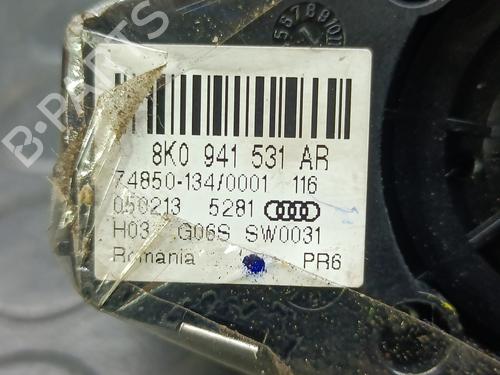 8K0 941 531 AR
74850-134/0001 116
050213 5281
H03 G06S SW0031
Romania PR6
B-PARTS